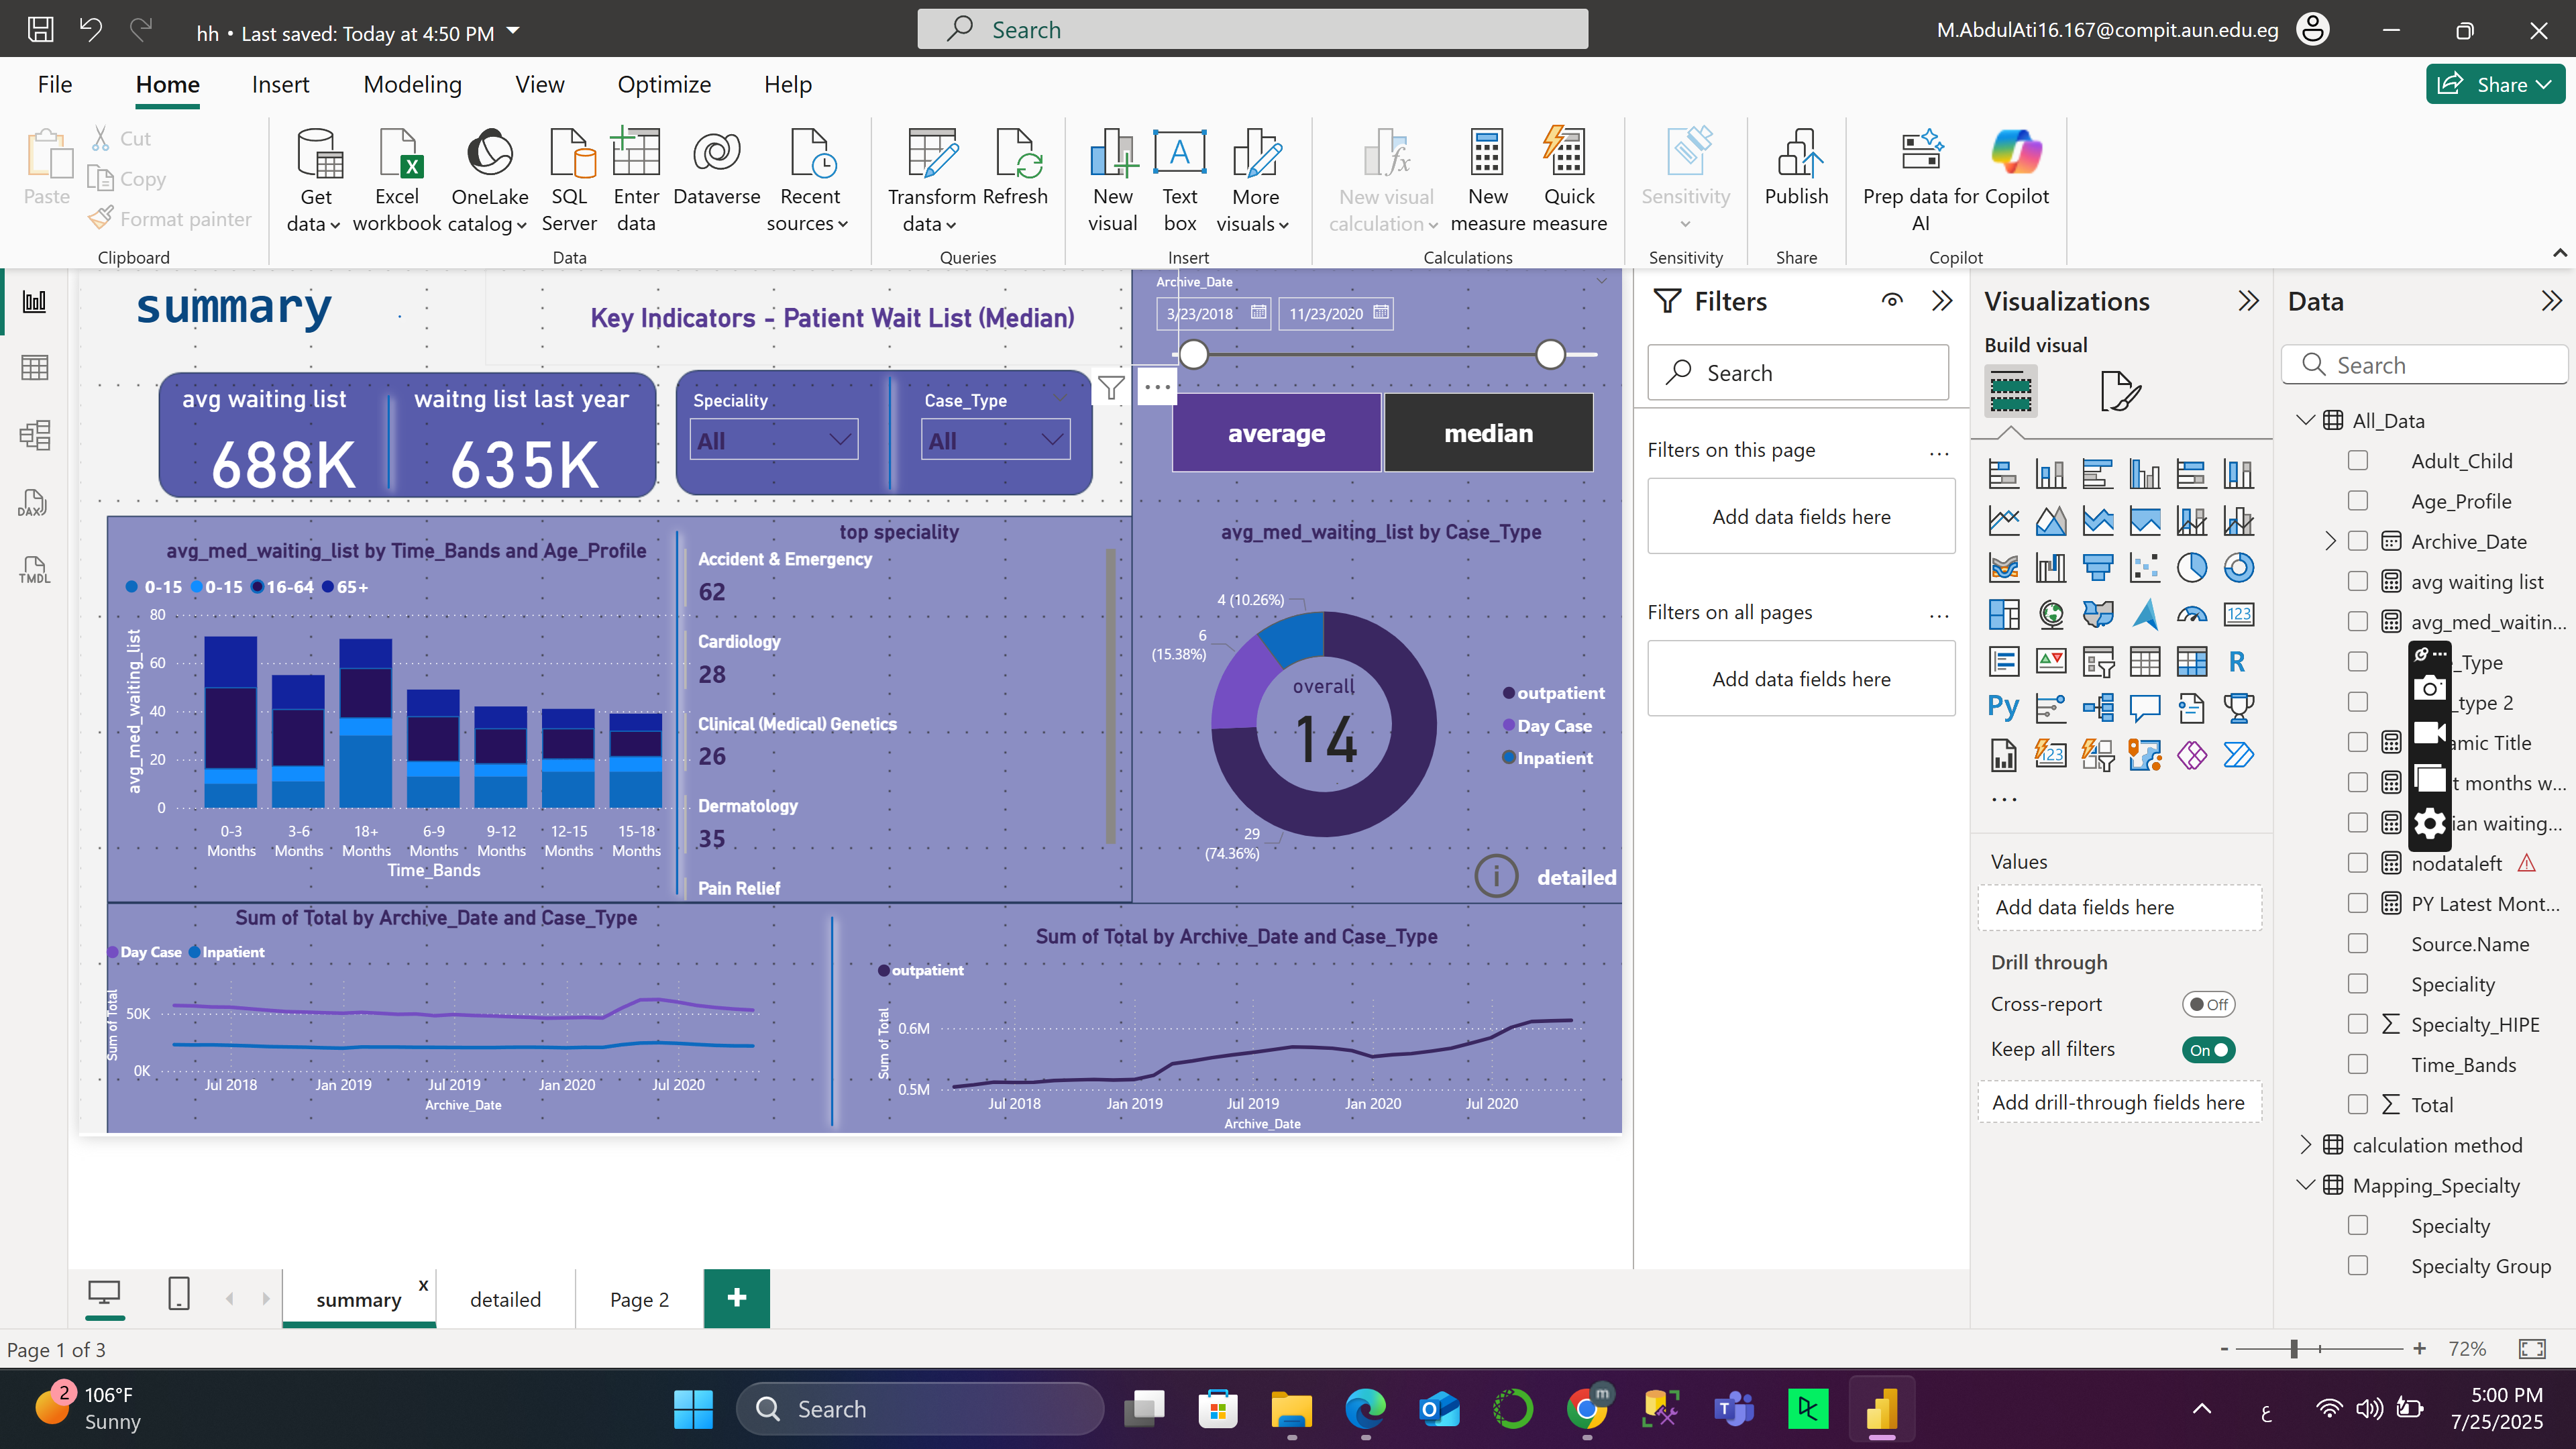 hh • Last saved: Today at 4:50 PM
Search
M.AbdulAti16.167@compit.aun.edu.eg
File Home Insert Modeling View Optimize Help
Share
Paste
Cut
Copy
Format painter
Clipboard
Get data
Excel workbook
OneLake catalog
SQL Server
Enter data
Dataverse
Recent sources
Data
Transform data
Refresh
Queries
New visual
Text box
More visuals
Insert
New visual calculation
New measure
Quick measure
Calculations
Sensitivity
Sensitivity
Publish
Share
Prep data for AI
Copilot
Copilot
DAX
TMDL
summary
Key Indicators - Patient Wait List (Median)
Archive_Date
3/23/2018
11/23/2020
avg waiting list
688K
waitng list last year
635K
Speciality
All
Case_Type
All
average
median
avg_med_waiting_list by Time_Bands and Age_Profile
0-15 0-15 16-64 65+
avg_med_waiting_list
80
60
40
20
0
0-3 Months
3-6 Months
18+ Months
6-9 Months
9-12 Months
12-15 Months
15-18 Months
Time_Bands
top speciality
Accident & Emergency
62
Cardiology
28
Clinical (Medical) Genetics
26
Dermatology
35
Pain Relief
avg_med_waiting_list by Case_Type
4 (10.26%)
6
(15.38%)
overall
14
29
(74.36%)
outpatient
Day Case
Inpatient
detailed
Sum of Total by Archive_Date and Case_Type
Day Case Inpatient
Sum of Total
50K
0K
Jul 2018 Jan 2019 Jul 2019 Jan 2020 Jul 2020
Archive_Date
Sum of Total by Archive_Date and Case_Type
outpatient
Sum of Total
0.6M
0.5M
Jul 2018 Jan 2019 Jul 2019 Jan 2020 Jul 2020
Archive_Date
Filters
Search
Filters on this page
Add data fields here
Filters on all pages
Add data fields here
Visualizations
Build visual
123
R
Py
123
Values
Add data fields here
Drill through
Cross-report
Off
Keep all filters
On
Add drill-through fields here
Data
Search
All_Data
Adult_Child
Age_Profile
Archive_Date
avg waiting list
avg_med_waitin...
_Type
_type 2
amic Title
t months w...
ian waiting...
nodataleft
PY Latest Mont...
Source.Name
Speciality
Specialty_HIPE
Time_Bands
Total
calculation method
Mapping_Specialty
Specialty
Specialty Group
summary
x
detailed
Page 2
+
Page 1 of 3
- + 72%
2
106°F
Sunny
Search
m
ع
5:00 PM
7/25/2025